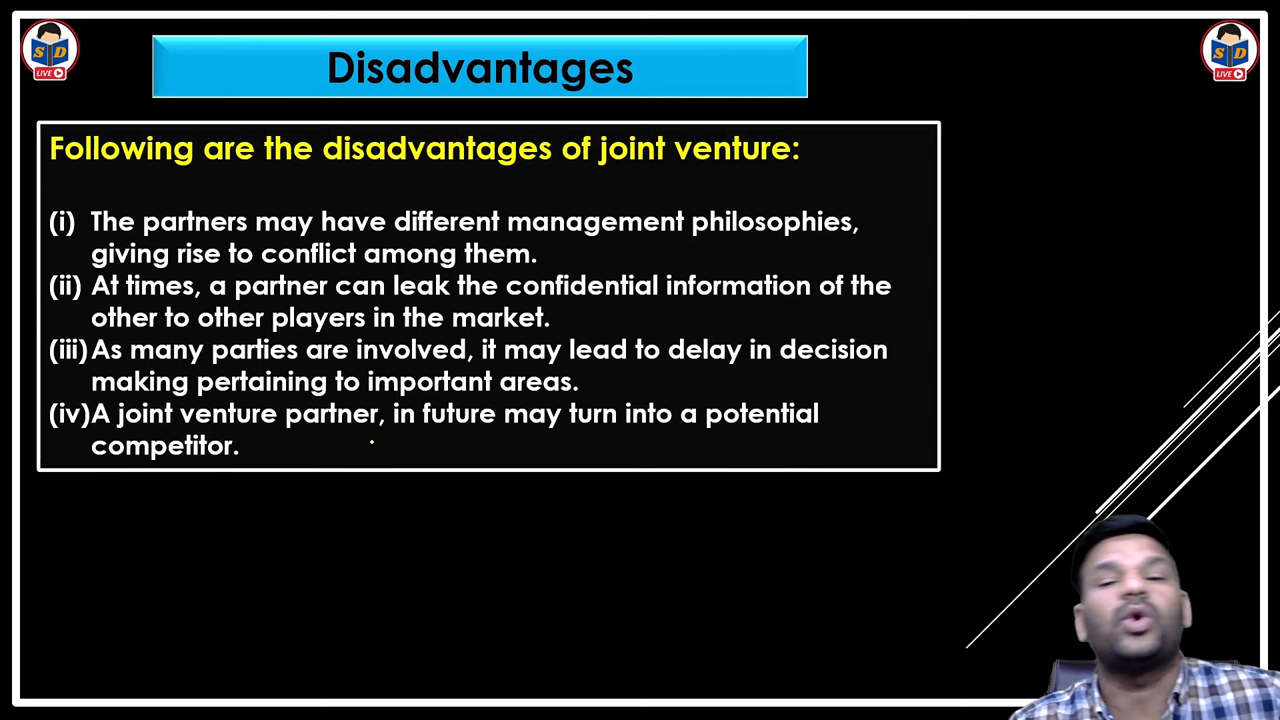 S D
LIVE
S D
LIVE
Disadvantages
Following are the disadvantages of joint venture:
(i) The partners may have different management philosophies,
giving rise to conflict among them.
(ii) At times, a partner can leak the confidential information of the
other to other players in the market.
(iii) As many parties are involved, it may lead to delay in decision
making pertaining to important areas.
(iv) A joint venture partner, in future may turn into a potential
competitor.